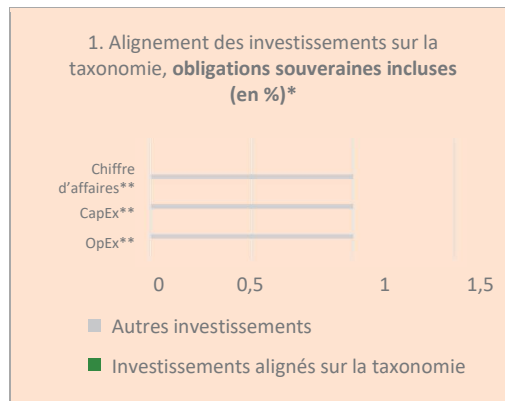 1. Alignement des investissements sur la
taxonomie, obligations souveraines incluses
(en %)*
Chiffre
d’affaires**
CapEx**
OpEx**
0 0,5 1 1,5
Autres investissements
Investissements alignés sur la taxonomie